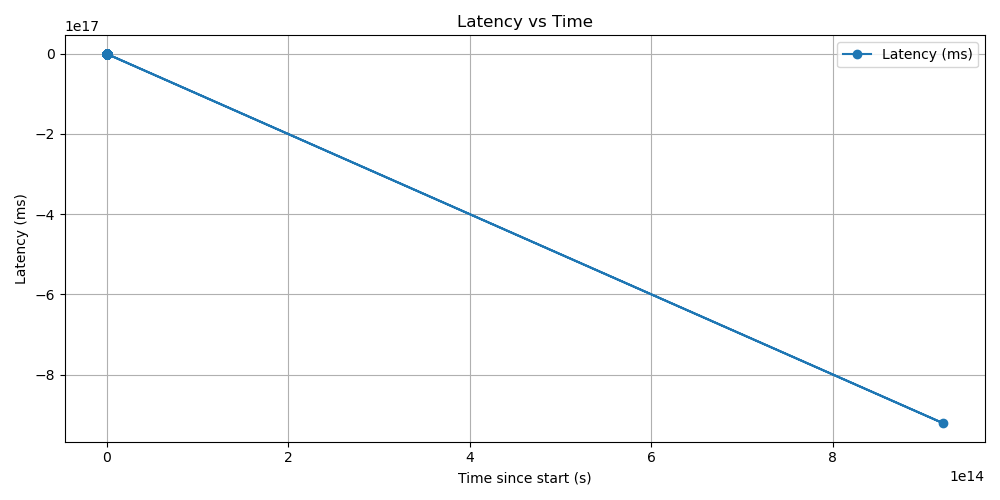 Latency vs Time
1e17
0
−2
−4
−6
−8
Latency (ms)
Latency (ms)
0 2 4 6 8
1e14
Time since start (s)